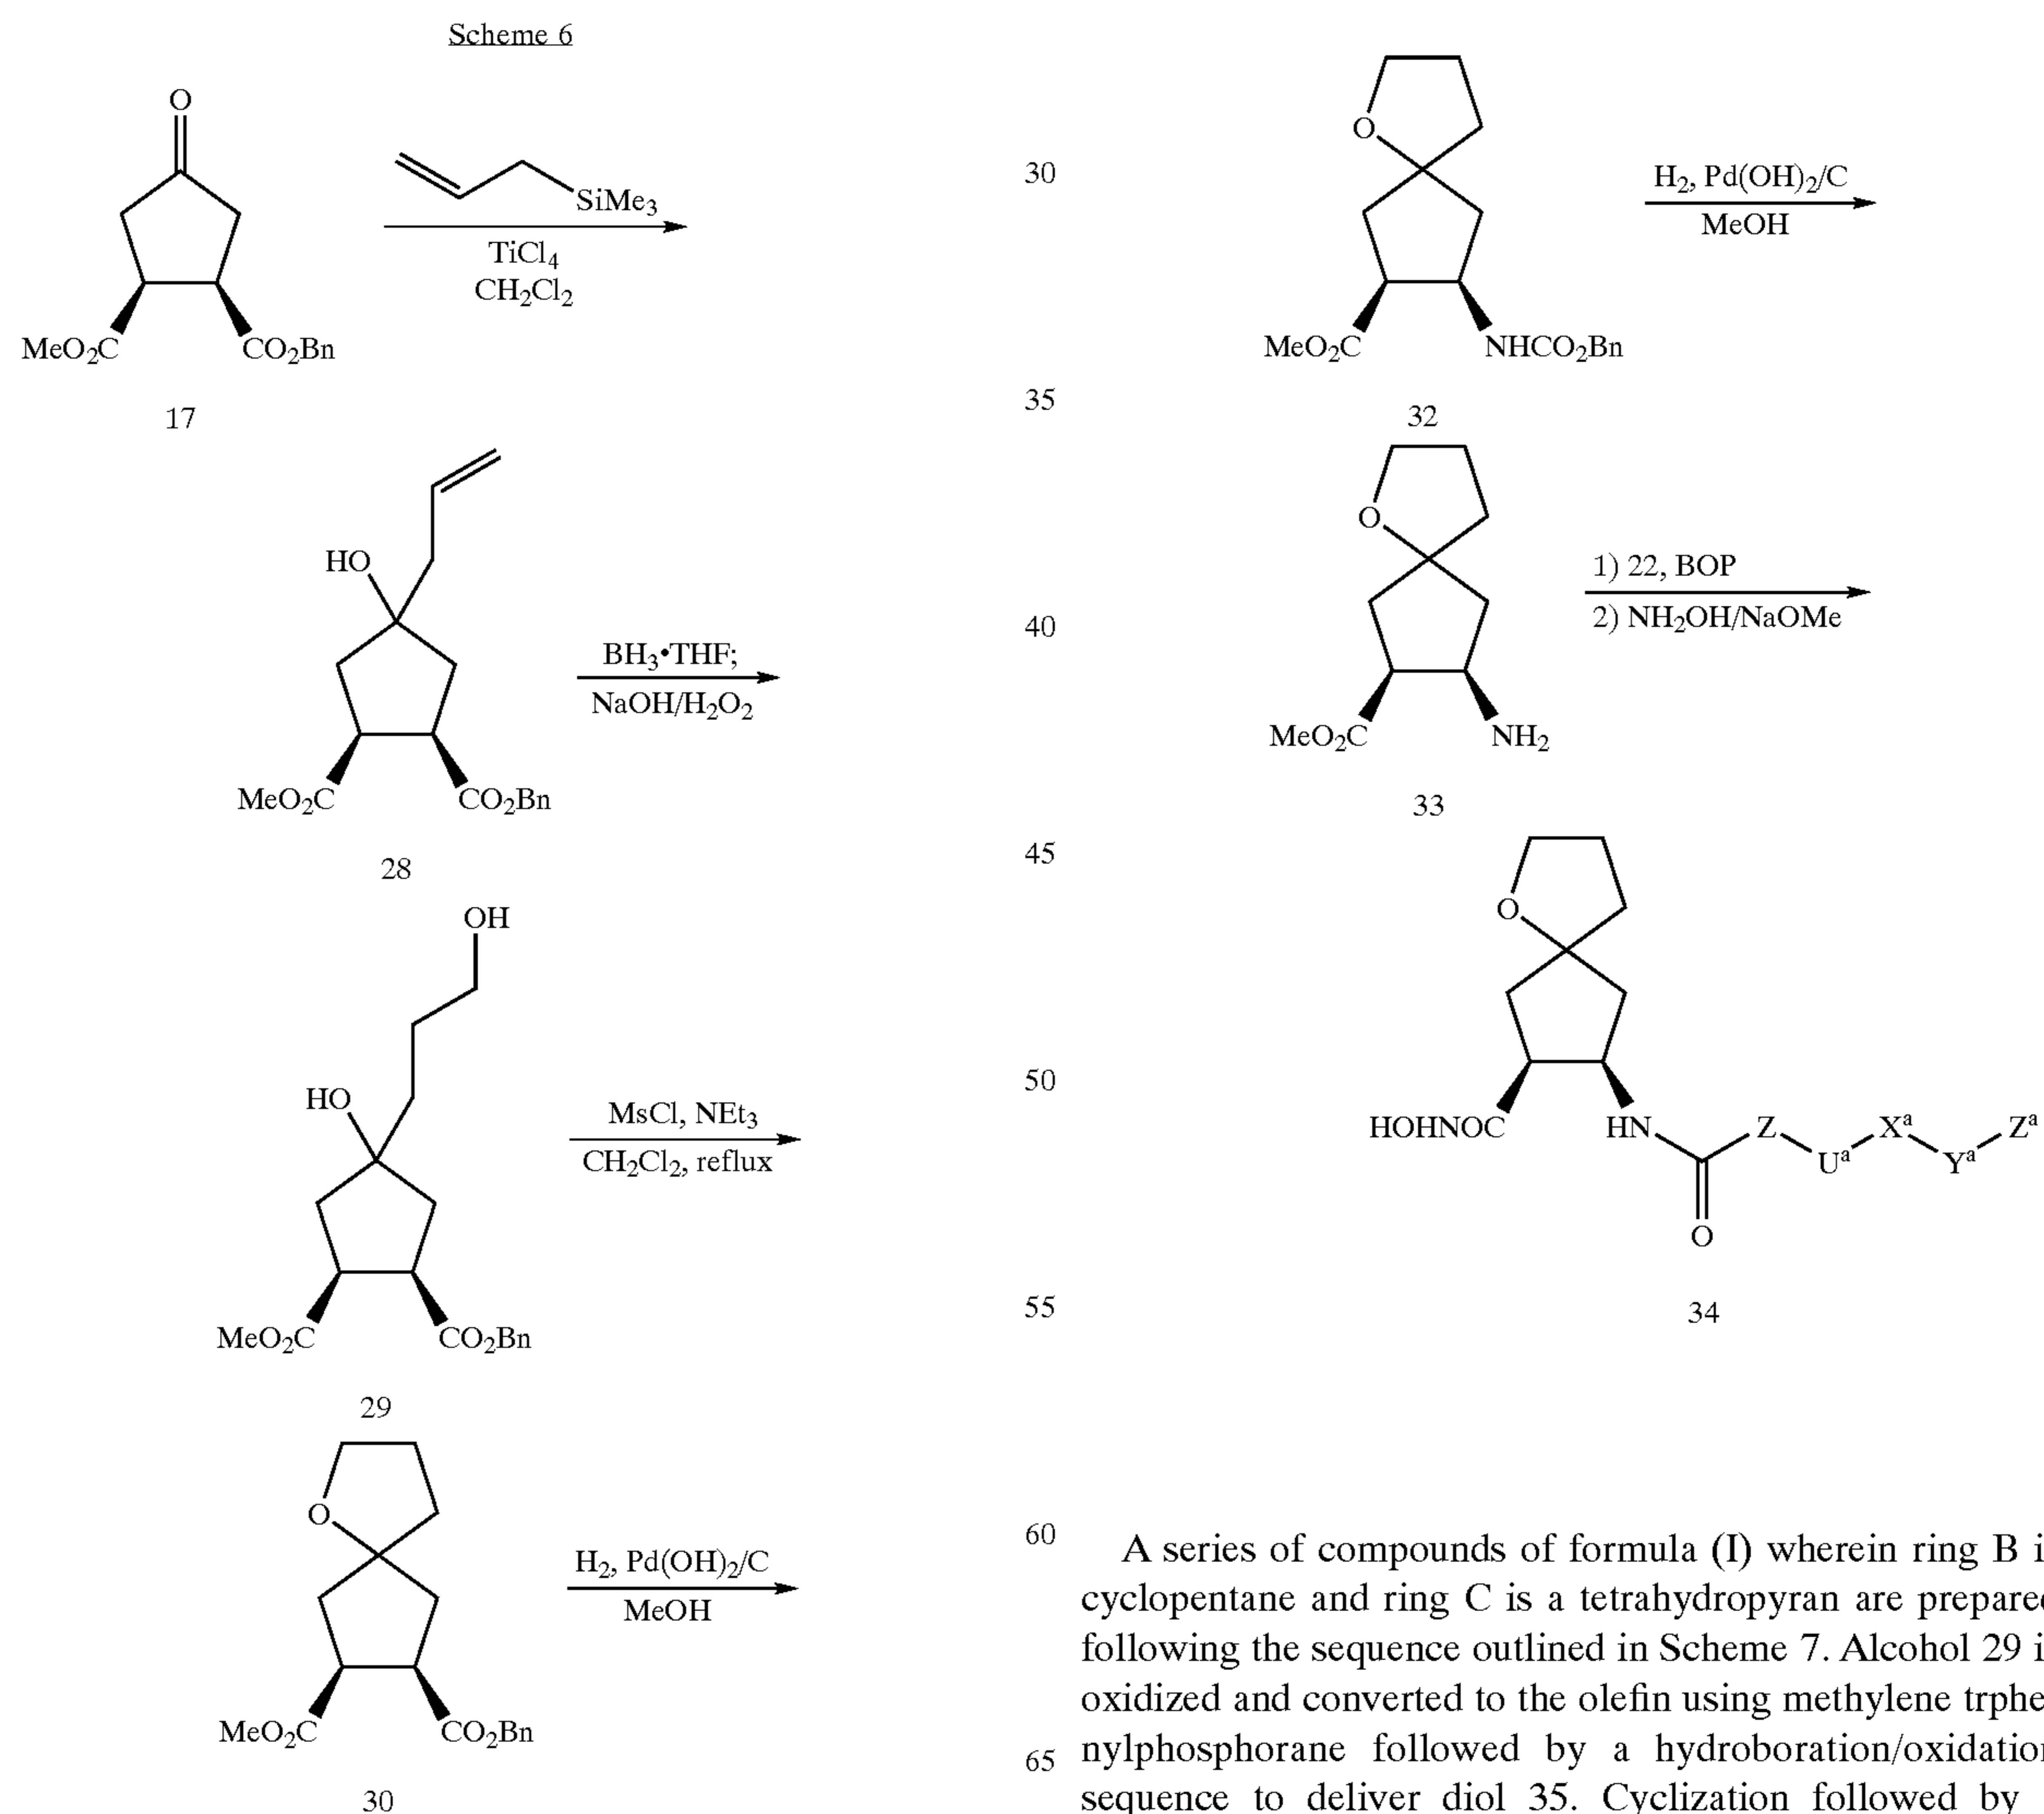 Scheme 6
O
MeO2C
CO2Bn
17
SiMe3
TiCl4
CH2Cl2
HO
MeO2C
CO2Bn
28
BH3•THF;
NaOH/H2O2
OH
HO
MeO2C
CO2Bn
29
MsCl, NEt3
CH2Cl2, reflux
O
MeO2C
CO2Bn
30
H2, Pd(OH)2/C
MeOH
30
35
40
45
50
55
60
65
O
MeO2C
NHCO2Bn
32
H2, Pd(OH)2/C
MeOH
O
MeO2C
NH2
33
1) 22, BOP
2) NH2OH/NaOMe
O
HOHNOC
HN
O
Z
Uᵃ
Xᵃ
Yᵃ
Zᵃ
34
A series of compounds of formula (I) wherein ring B i
cyclopentane and ring C is a tetrahydropyran are prepare
following the sequence outlined in Scheme 7. Alcohol 29 i
oxidized and converted to the olefin using methylene trphe
nylphosphorane followed by a hydroboration/oxidation
sequence to deliver diol 35. Cyclization followed by